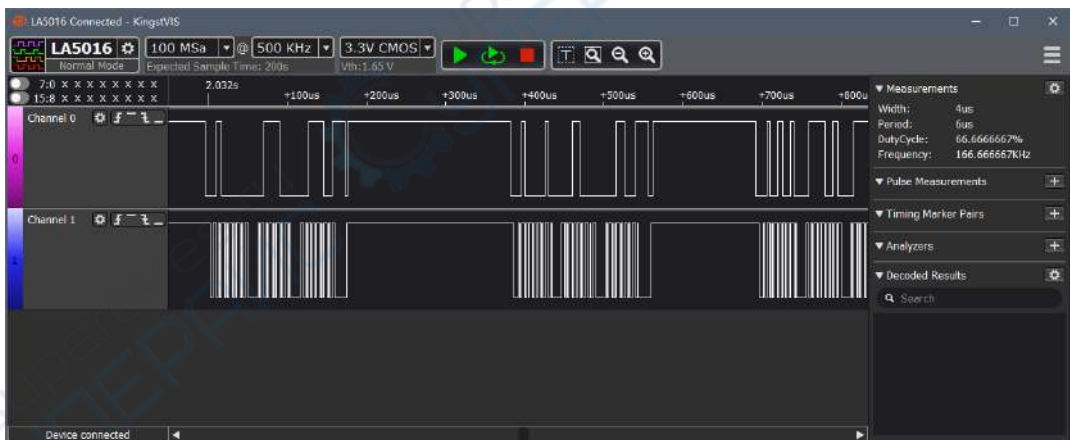 LA5016 Connected - KingstVIS
LA5016
Normal Mode
100 MSa @ 500 KHz
Expected Sample Time: 200s
3.3V CMOS
Vth:1.65 V
7:0 X X X X X X X X
15:8 X X X X X X X X
2.032s +100us +200us +300us +400us +500us +600us +700us +800u
Channel 0
0
Channel 1
1
▼ Measurements
Width: 4us
Period: 6us
DutyCycle: 66.6666667%
Frequency: 166.666667KHz
▼ Pulse Measurements
▼ Timing Marker Pairs
▼ Analyzers
▼ Decoded Results
Search
Device connected